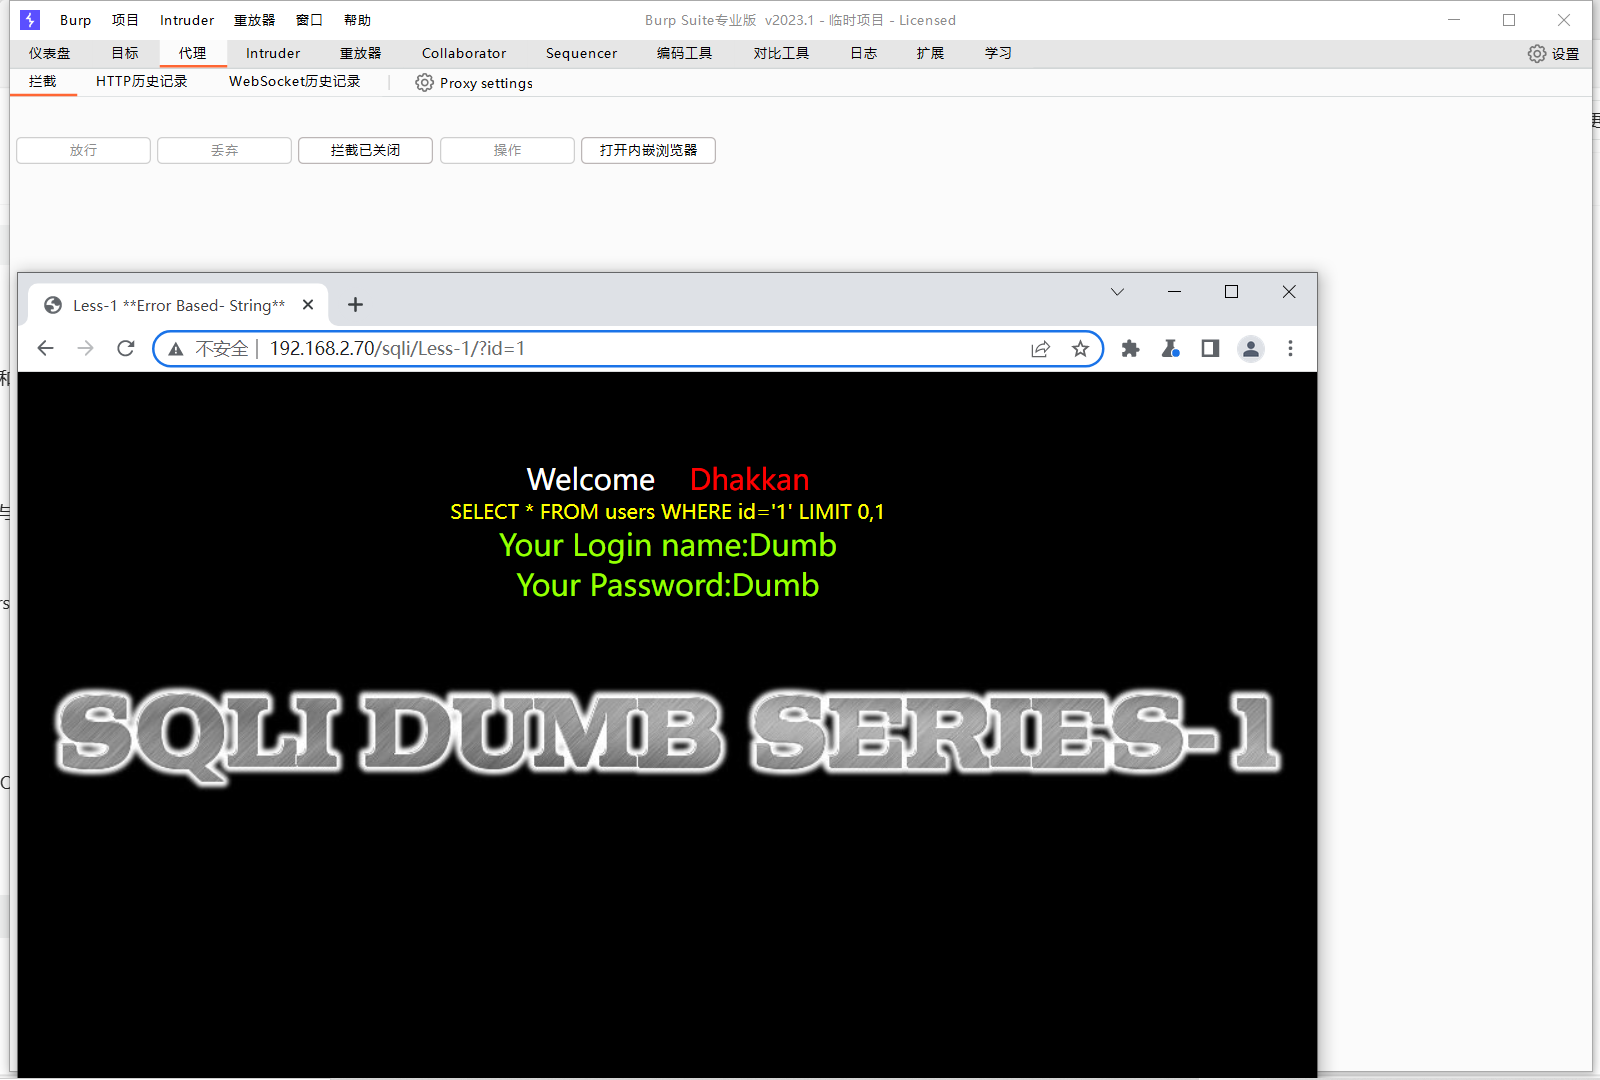 Burp 项目 Intruder 重放器 窗口 帮助 Burp Suite专业版 v2023.1 - 临时项目 - Licensed
仪表盘 目标 代理 Intruder 重放器 Collaborator Sequencer 编码工具 对比工具 日志 扩展 学习 设置
拦截 HTTP历史记录 WebSocket历史记录 Proxy settings
放行 丢弃 拦截已关闭 操作 打开内嵌浏览器
Less-1 **Error Based- String**
不安全 | 192.168.2.70/sqli/Less-1/?id=1
Welcome Dhakkan
SELECT * FROM users WHERE id='1' LIMIT 0,1
Your Login name:Dumb
Your Password:Dumb
SQLI DUMB SERIES-1